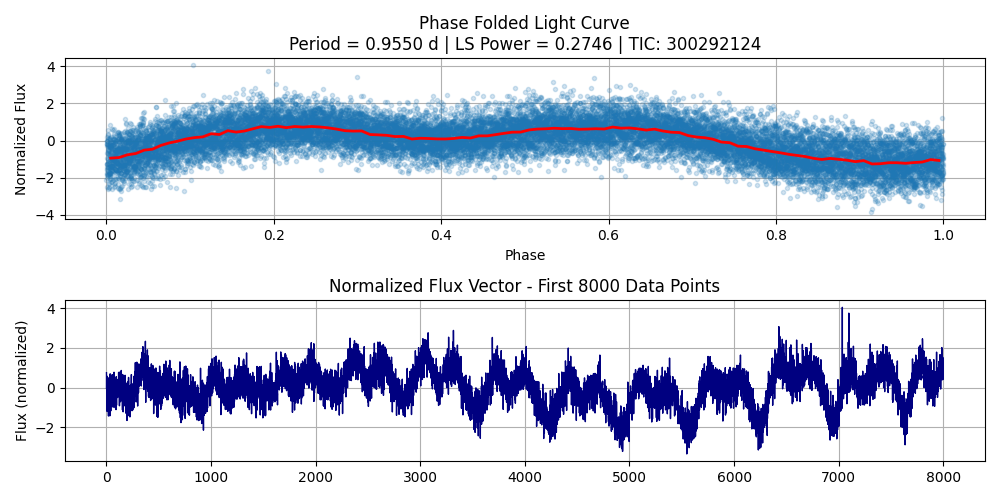 Phase Folded Light Curve
Period = 0.9550 d | LS Power = 0.2746 | TIC: 300292124
Normalized Flux
4
2
0
−2
−4
0.0 0.2 0.4 0.6 0.8 1.0
Phase
Normalized Flux Vector - First 8000 Data Points
Flux (normalized)
4
2
0
−2
0 1000 2000 3000 4000 5000 6000 7000 8000